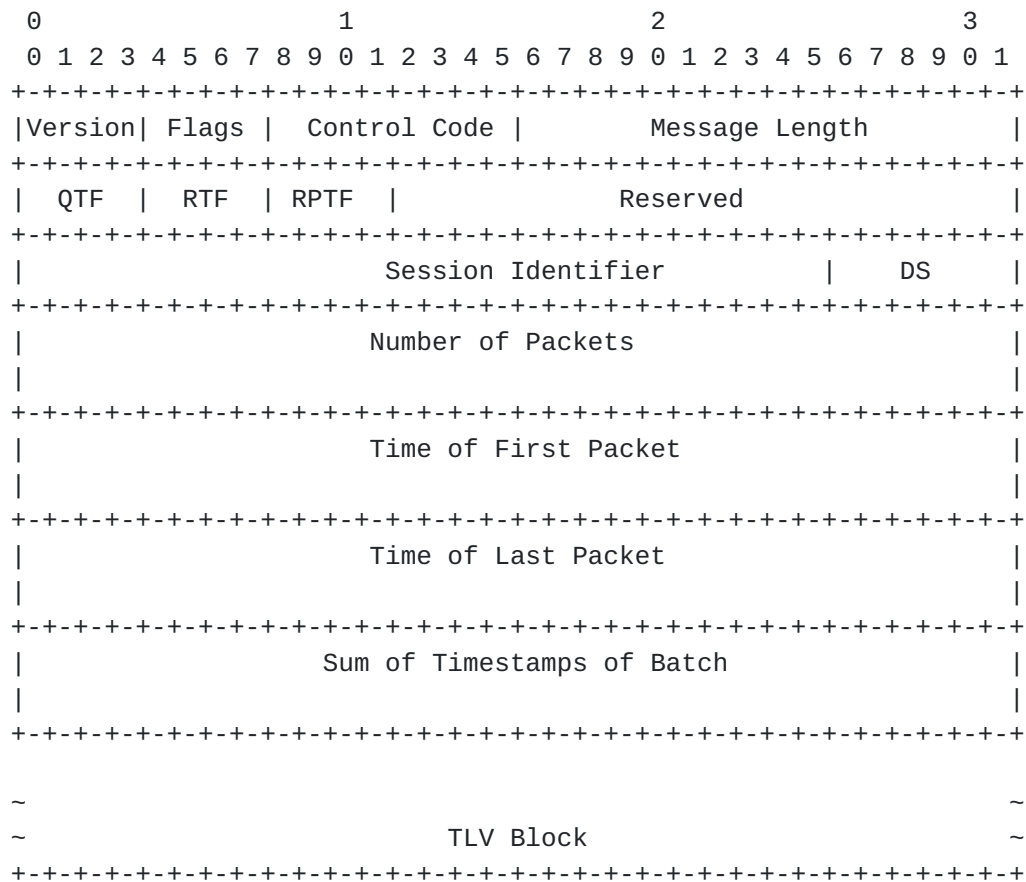 0                   1                   2                   3
 0 1 2 3 4 5 6 7 8 9 0 1 2 3 4 5 6 7 8 9 0 1 2 3 4 5 6 7 8 9 0 1
+-+-+-+-+-+-+-+-+-+-+-+-+-+-+-+-+-+-+-+-+-+-+-+-+-+-+-+-+-+-+-+-+
|Version| Flags |  Control Code |        Message Length         |
+-+-+-+-+-+-+-+-+-+-+-+-+-+-+-+-+-+-+-+-+-+-+-+-+-+-+-+-+-+-+-+-+
|  QTF  |  RTF  | RPTF  |              Reserved                 |
+-+-+-+-+-+-+-+-+-+-+-+-+-+-+-+-+-+-+-+-+-+-+-+-+-+-+-+-+-+-+-+-+
|                       Session Identifier          |    DS     |
+-+-+-+-+-+-+-+-+-+-+-+-+-+-+-+-+-+-+-+-+-+-+-+-+-+-+-+-+-+-+-+-+
|                      Number of Packets                        |
|                                                               |
+-+-+-+-+-+-+-+-+-+-+-+-+-+-+-+-+-+-+-+-+-+-+-+-+-+-+-+-+-+-+-+-+
|                      Time of First Packet                     |
|                                                               |
+-+-+-+-+-+-+-+-+-+-+-+-+-+-+-+-+-+-+-+-+-+-+-+-+-+-+-+-+-+-+-+-+
|                      Time of Last Packet                      |
|                                                               |
+-+-+-+-+-+-+-+-+-+-+-+-+-+-+-+-+-+-+-+-+-+-+-+-+-+-+-+-+-+-+-+-+
|                   Sum of Timestamps of Batch                  |
|                                                               |
+-+-+-+-+-+-+-+-+-+-+-+-+-+-+-+-+-+-+-+-+-+-+-+-+-+-+-+-+-+-+-+-+

~                                                               ~
~                           TLV Block                           ~
+-+-+-+-+-+-+-+-+-+-+-+-+-+-+-+-+-+-+-+-+-+-+-+-+-+-+-+-+-+-+-+-+